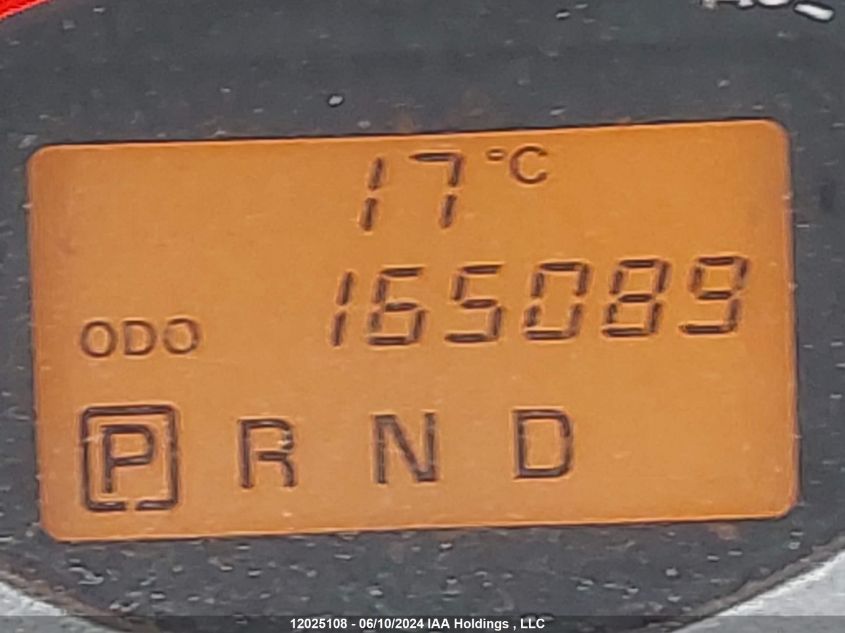 17 °C
ODO 165089
P R N D
12025108 - 06/10/2024 IAA Holdings , LLC